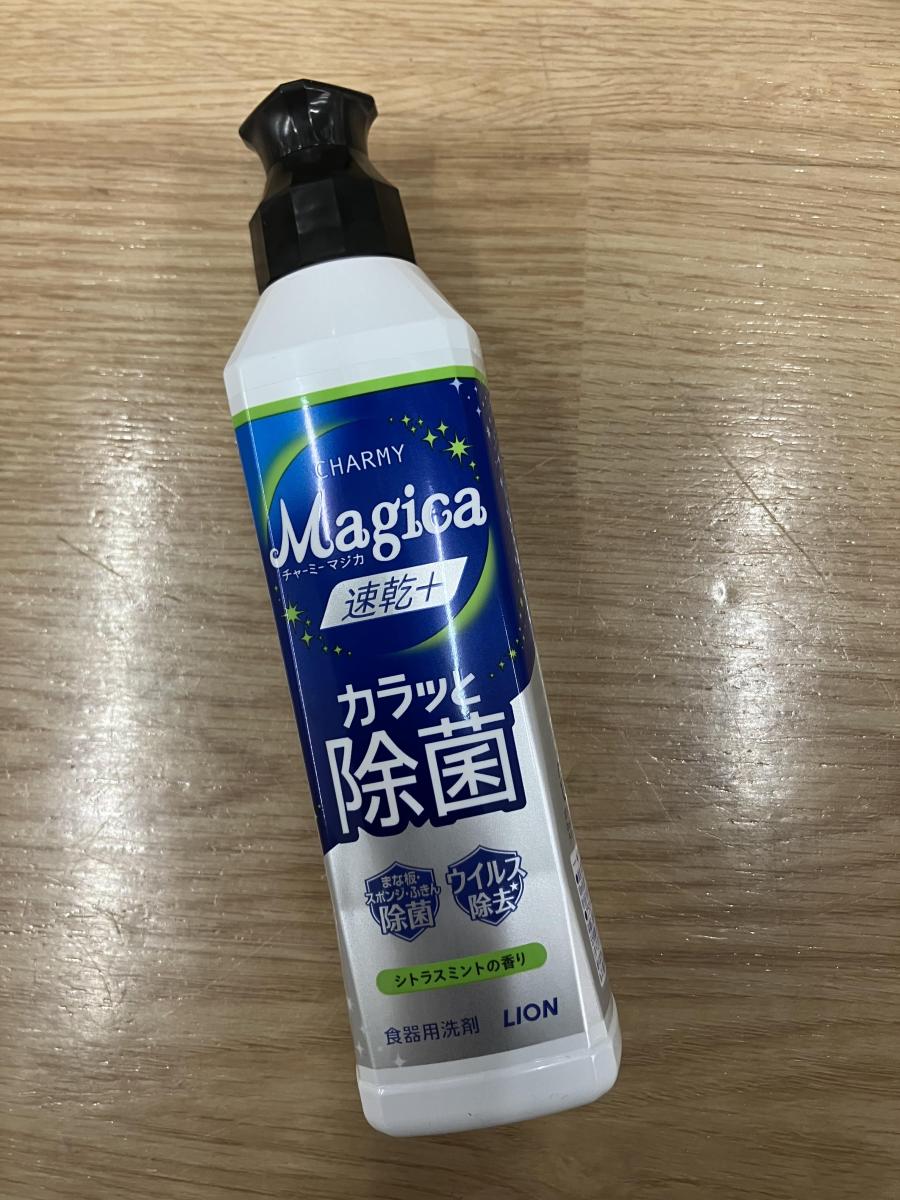 CHARMY
Magica
チャーミーマジカ
速乾+
カラッと
除菌
まな板・
スポンジ・ふきん
除菌
ウイルス
除去*
シトラスミントの香り
食器用洗剤
LION